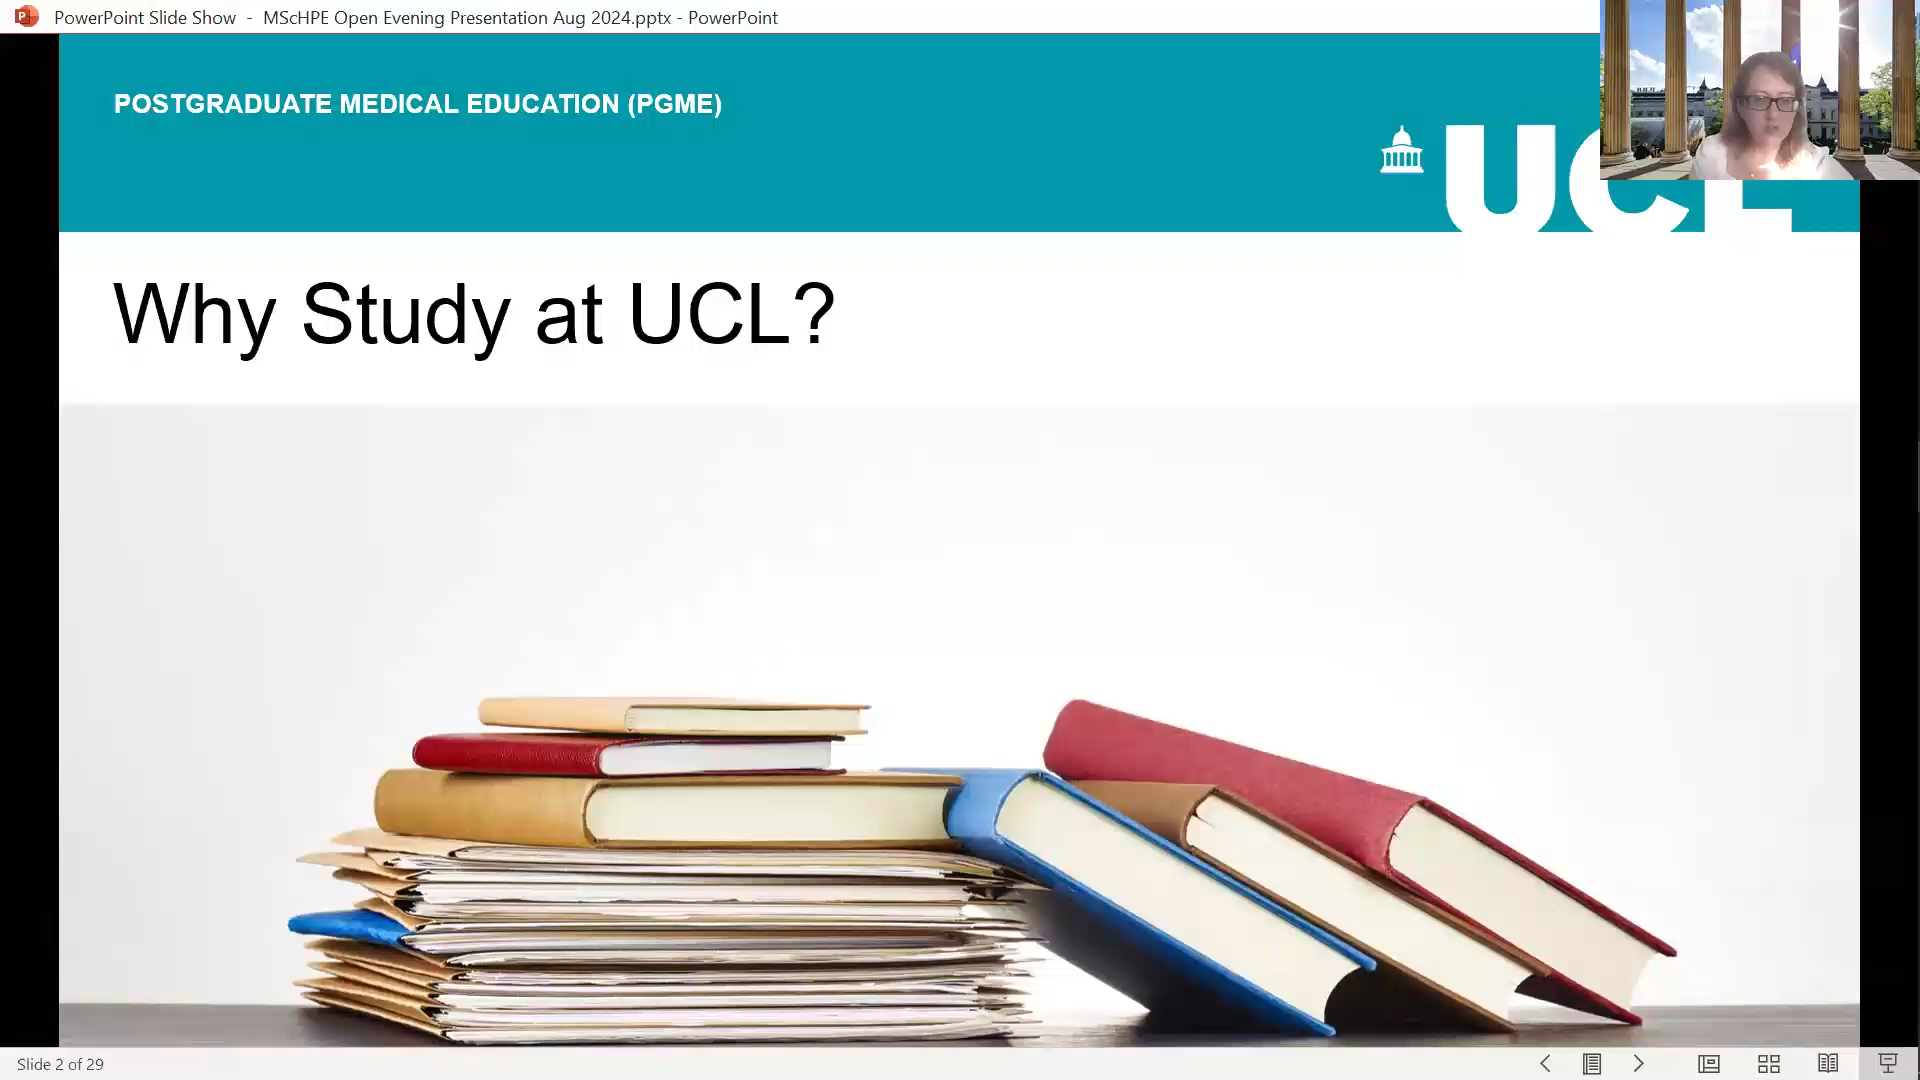 PowerPoint Slide Show - MScHPE Open Evening Presentation Aug 2024.pptx - PowerPoint
POSTGRADUATE MEDICAL EDUCATION (PGME)
UCL
Why Study at UCL?
Slide 2 of 29